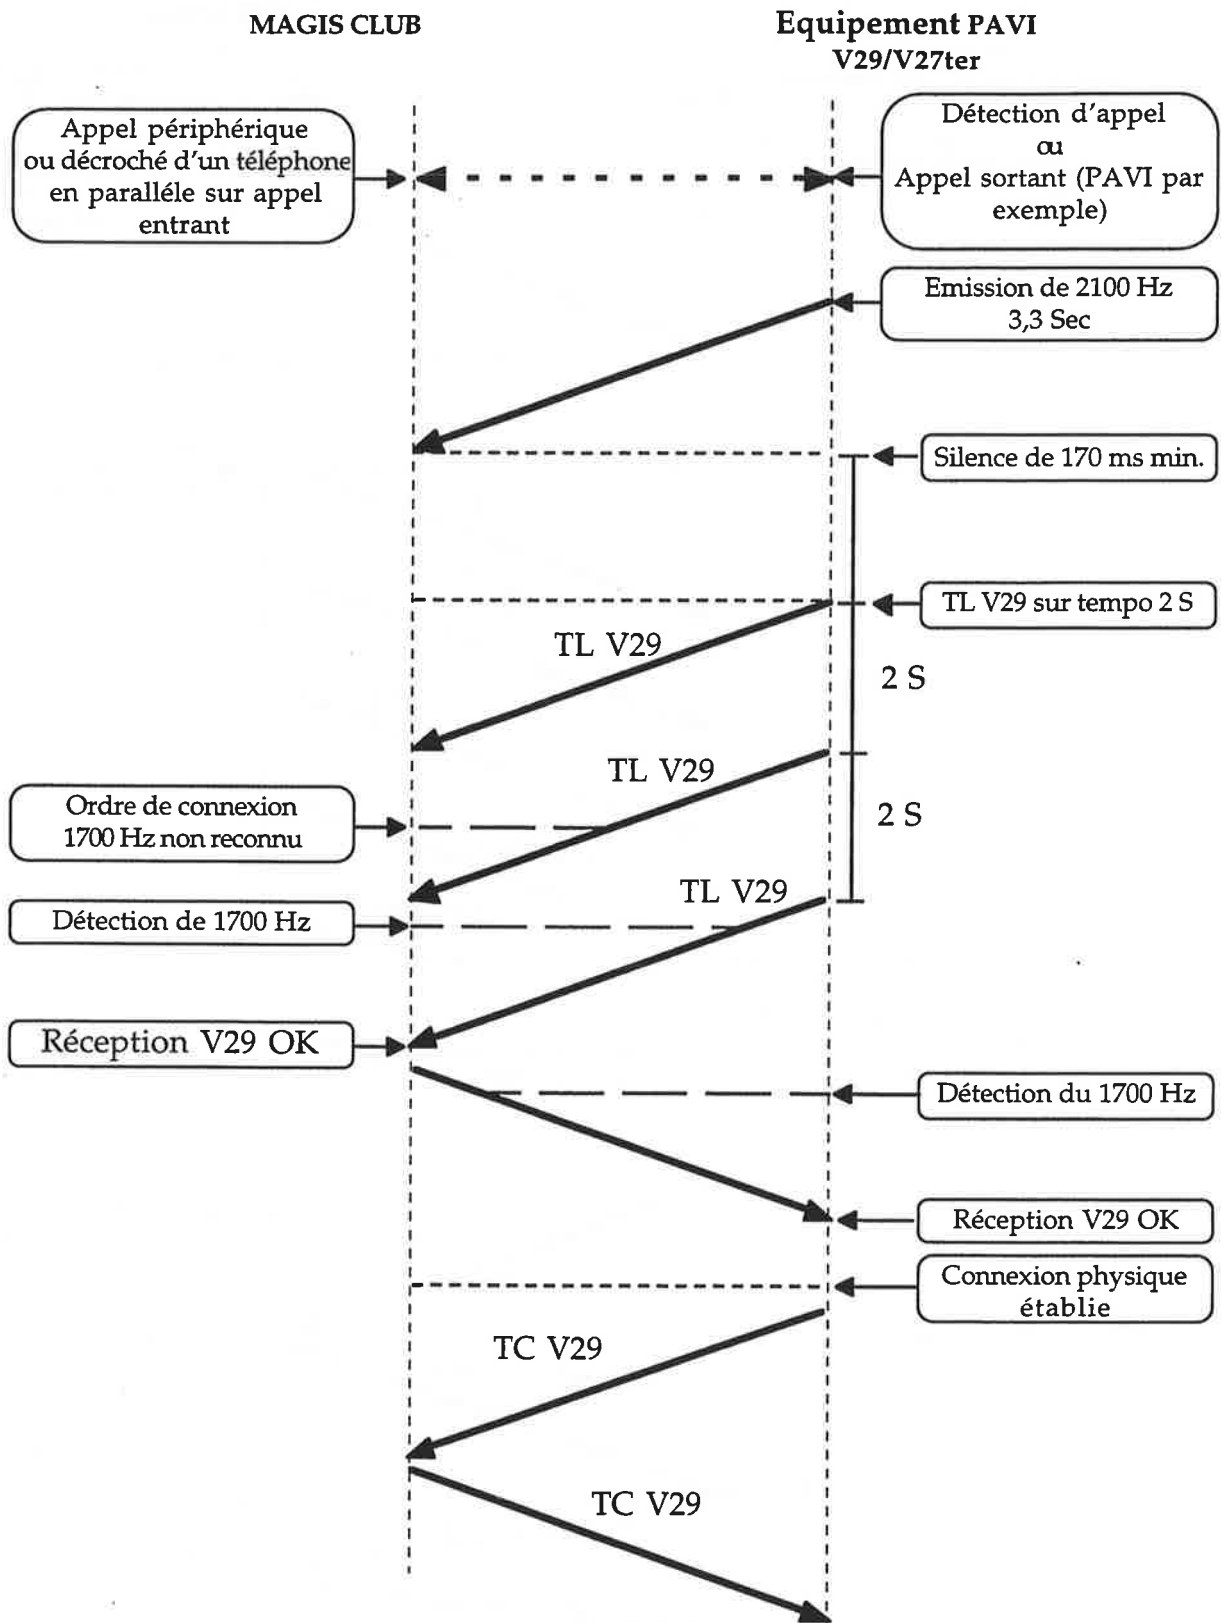 MAGIS CLUB
Equipement PAVI
V29/V27ter
Appel périphérique
ou décroché d'un téléphone
en paralléle sur appel
entrant
Détection d'appel
ou
Appel sortant (PAVI par
exemple)
Emission de 2100 Hz
3,3 Sec
Silence de 170 ms min.
TL V29 sur tempo 2 S
TL V29
2 S
TL V29
Ordre de connexion
1700 Hz non reconnu
2 S
TL V29
Détection de 1700 Hz
Réception V29 OK
Détection du 1700 Hz
Réception V29 OK
Connexion physique
établie
TC V29
TC V29